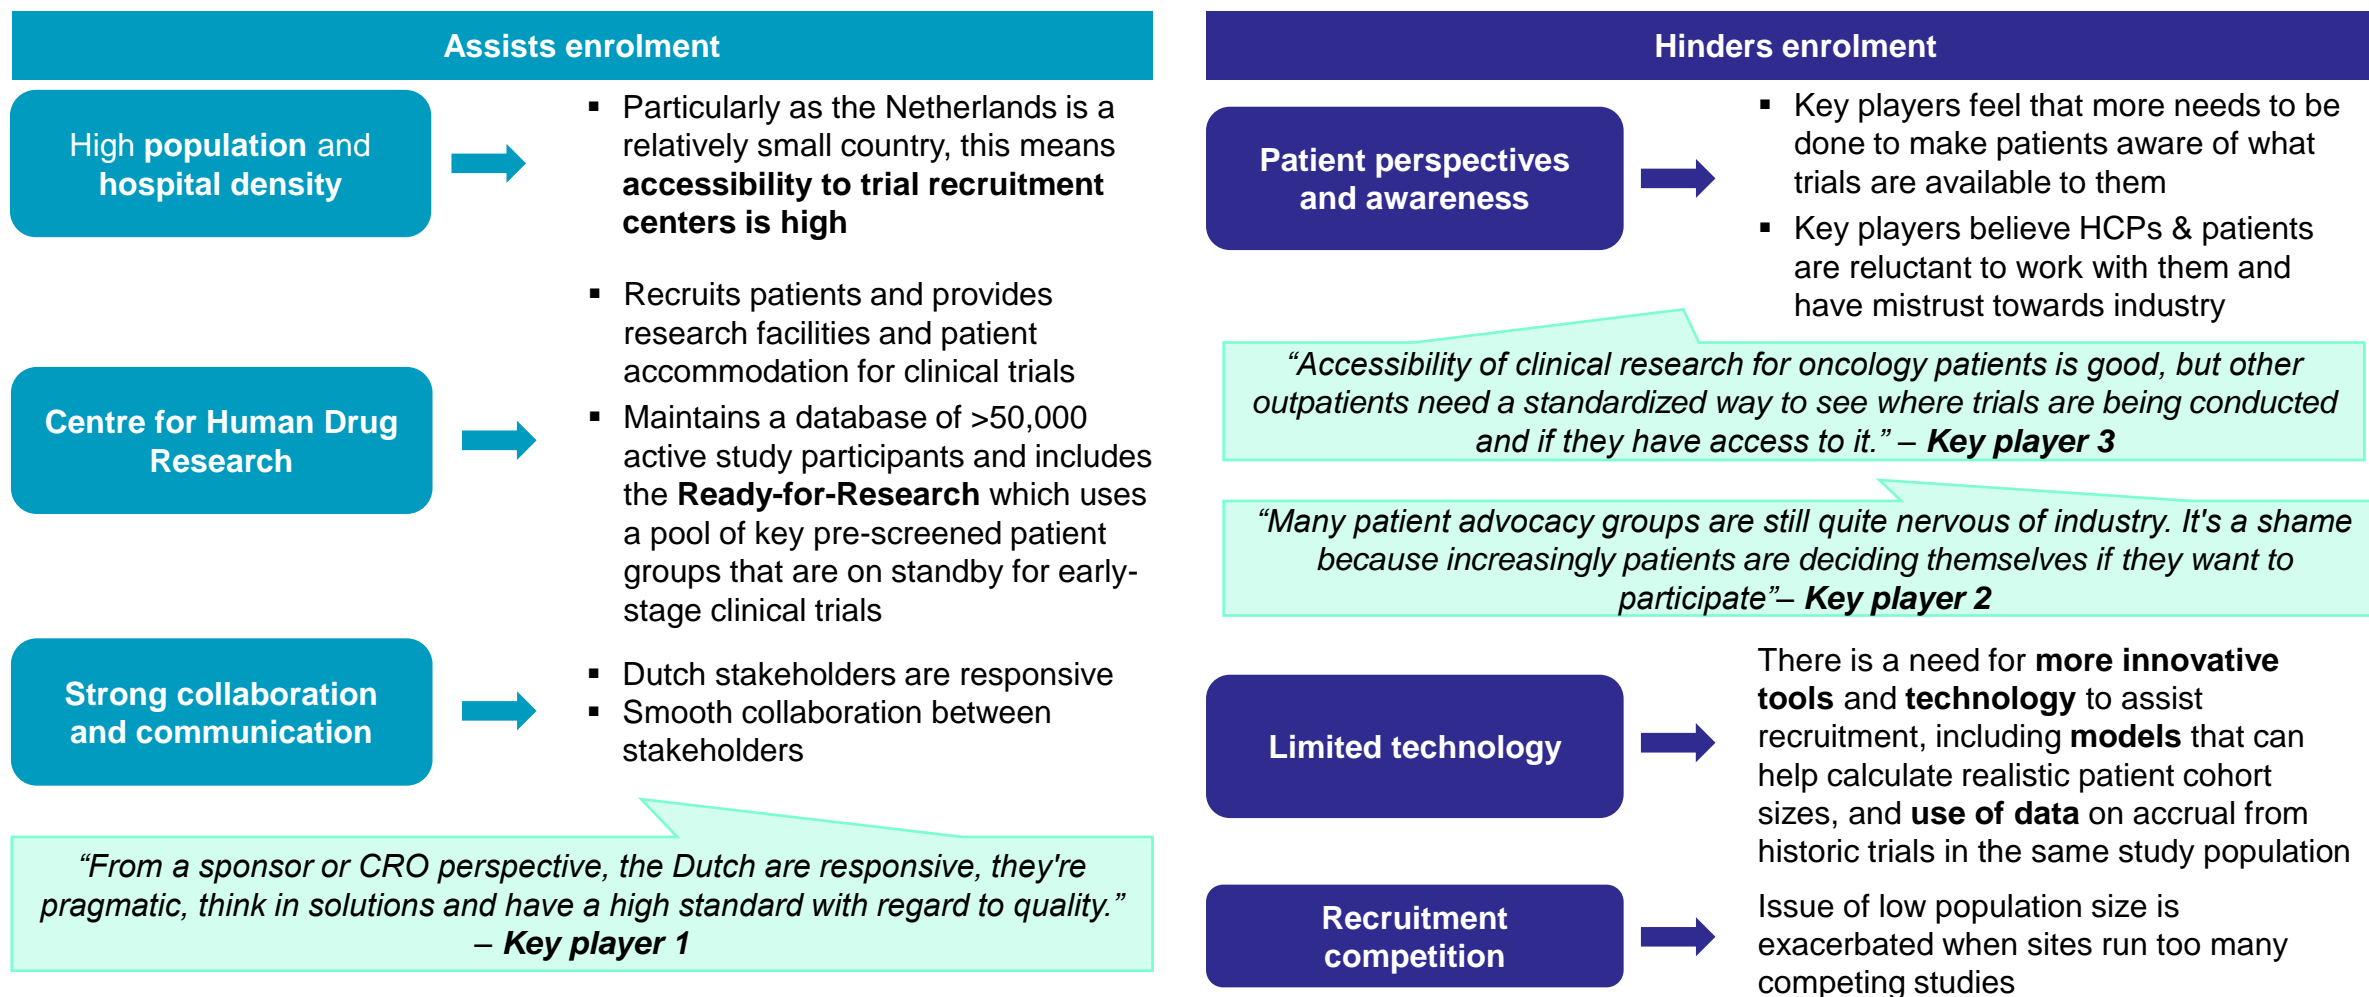 Assists enrolment
High population and
hospital density
▪ Particularly as the Netherlands is a
relatively small country, this means
accessibility to trial recruitment
centers is high
Centre for Human Drug
Research
▪ Recruits patients and provides
research facilities and patient
accommodation for clinical trials
▪ Maintains a database of >50,000
active study participants and includes
the Ready-for-Research which uses
a pool of key pre-screened patient
groups that are on standby for early-
stage clinical trials
Strong collaboration
and communication
▪ Dutch stakeholders are responsive
▪ Smooth collaboration between
stakeholders
“From a sponsor or CRO perspective, the Dutch are responsive, they're
pragmatic, think in solutions and have a high standard with regard to quality.”
– Key player 1
Hinders enrolment
Patient perspectives
and awareness
▪ Key players feel that more needs to be
done to make patients aware of what
trials are available to them
▪ Key players believe HCPs & patients
are reluctant to work with them and
have mistrust towards industry
“Accessibility of clinical research for oncology patients is good, but other
outpatients need a standardized way to see where trials are being conducted
and if they have access to it.” – Key player 3
“Many patient advocacy groups are still quite nervous of industry. It's a shame
because increasingly patients are deciding themselves if they want to
participate”– Key player 2
Limited technology
There is a need for more innovative
tools and technology to assist
recruitment, including models that can
help calculate realistic patient cohort
sizes, and use of data on accrual from
historic trials in the same study population
Recruitment
competition
Issue of low population size is
exacerbated when sites run too many
competing studies